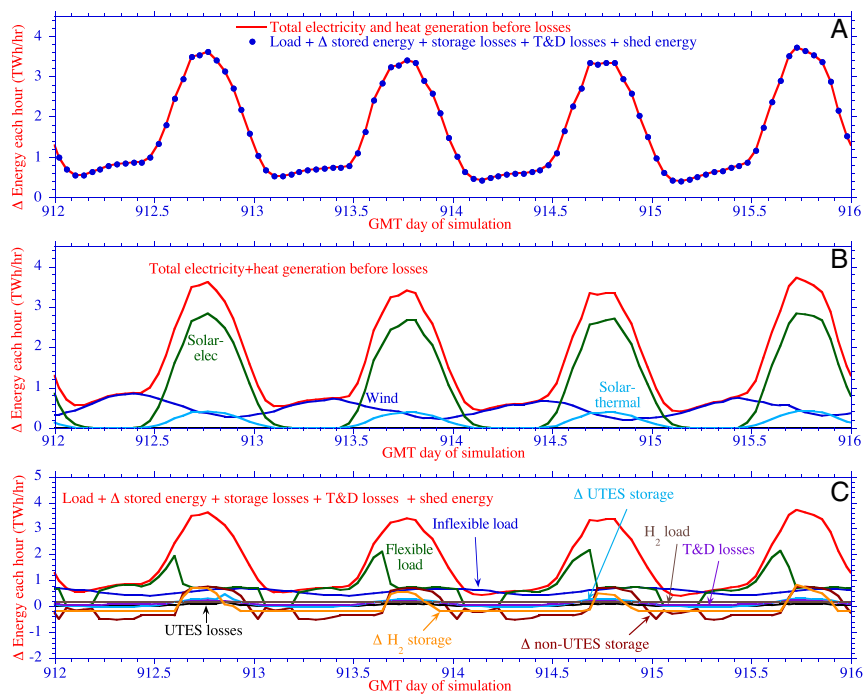 A
Total electricity and heat generation before losses
Load + Δ stored energy + storage losses + T&D losses + shed energy
Δ Energy each hour (TWh/hr)
4
3
2
1
0
912 912.5 913 913.5 914 914.5 915 915.5 916
GMT day of simulation
B
Total electricity+heat generation before losses
Solar-
elec
Wind
Solar-
thermal
Δ Energy each hour (TWh/hr)
4
3
2
1
0
912 912.5 913 913.5 914 914.5 915 915.5 916
GMT day of simulation
C
Load + Δ stored energy + storage losses + T&D losses + shed energy
Δ UTES storage
Inflexible load
Flexible
load
H2 load
T&D losses
UTES losses
Δ H2 storage
Δ non-UTES storage
Δ Energy each hour (TWh/hr)
5
4
3
2
1
0
-1
-2
912 912.5 913 913.5 914 914.5 915 915.5 916
GMT day of simulation